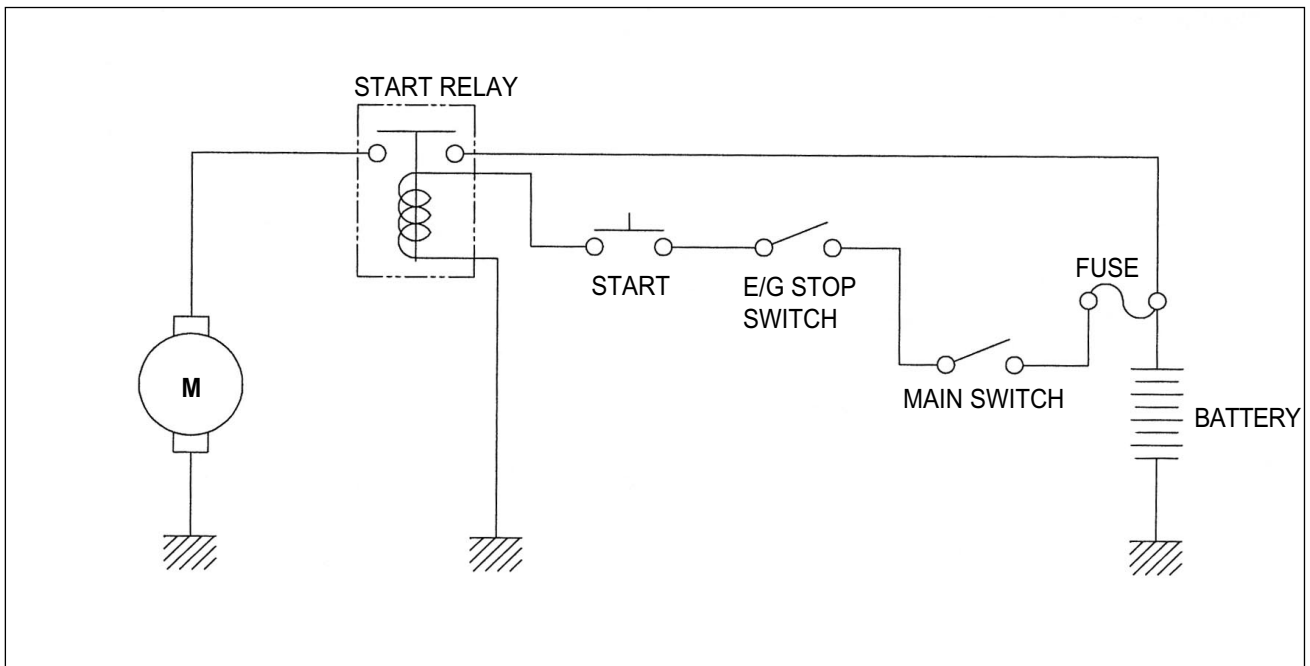 START RELAY
START
E/G STOP
SWITCH
FUSE
MAIN SWITCH
BATTERY
M